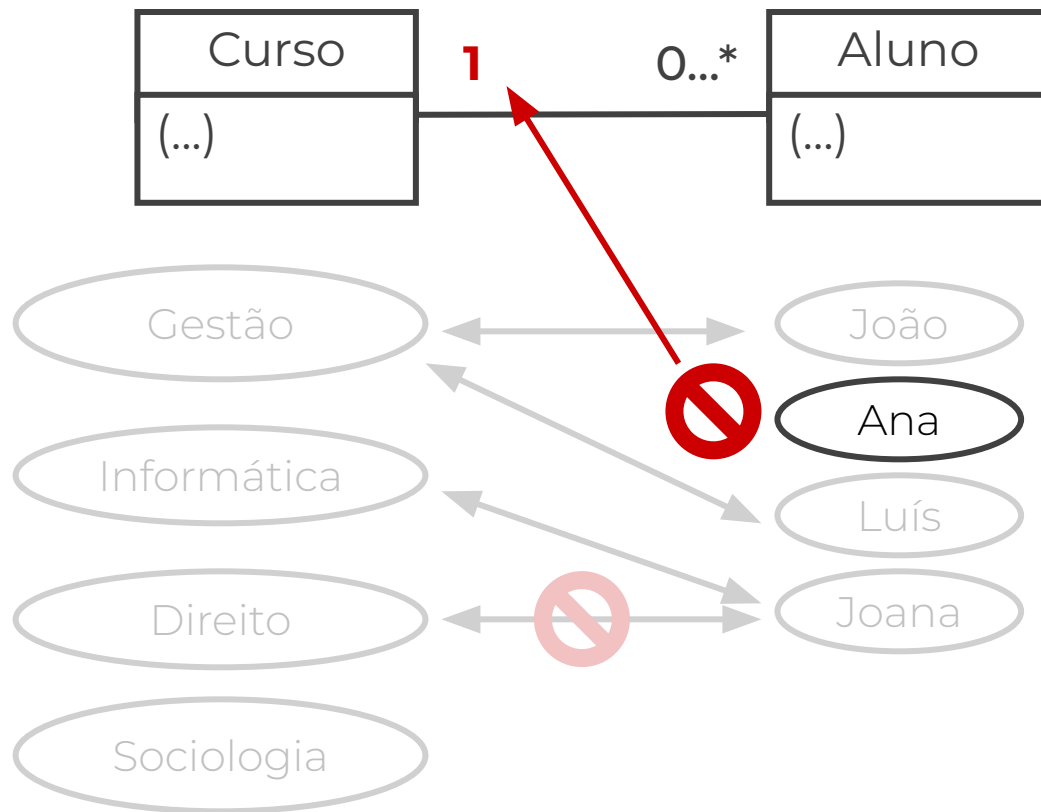 Curso
1
0...*
Aluno
(...)
(...)
Gestão
João
Ana
Informática
Luís
Direito
Joana
Sociologia